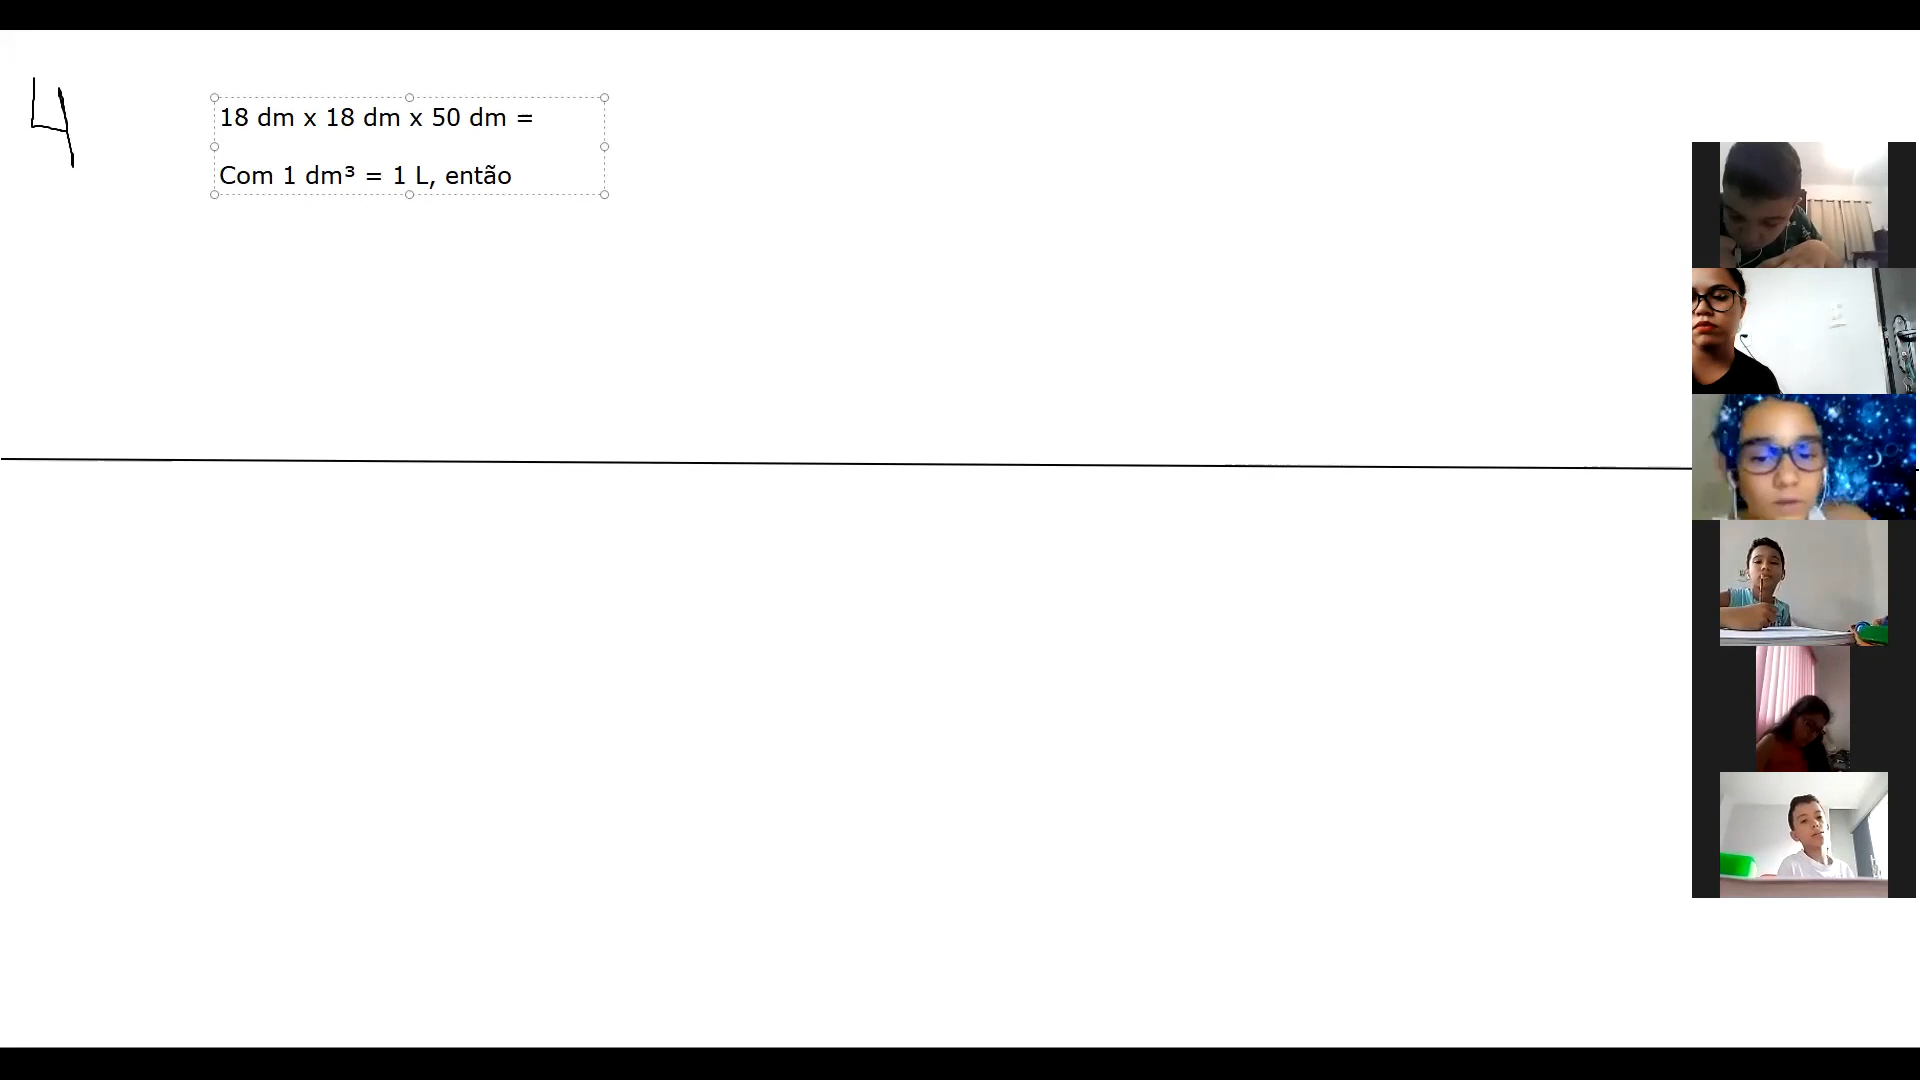 4
18 dm x 18 dm x 50 dm =
Com 1 dm³ = 1 L, então